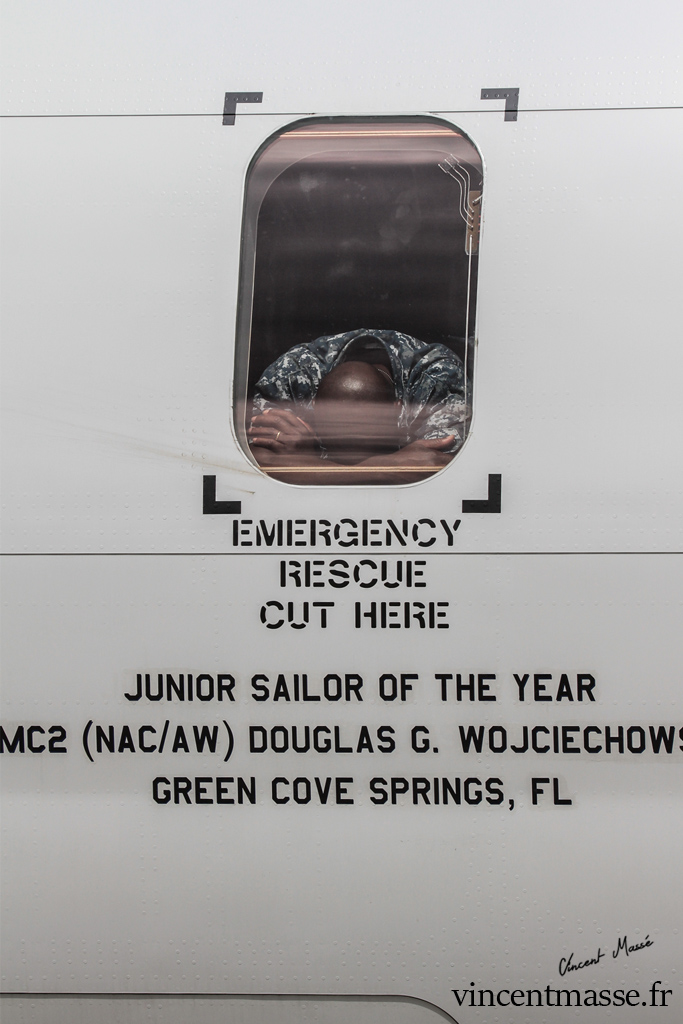 EMERGENCY
RESCUE
CUT HERE
JUNIOR SAILOR OF THE YEAR
MC2 (NAC/AW) DOUGLAS G. WOJCIECHOWS
GREEN COVE SPRINGS, FL
Vincent Massé
vincentmasse.fr